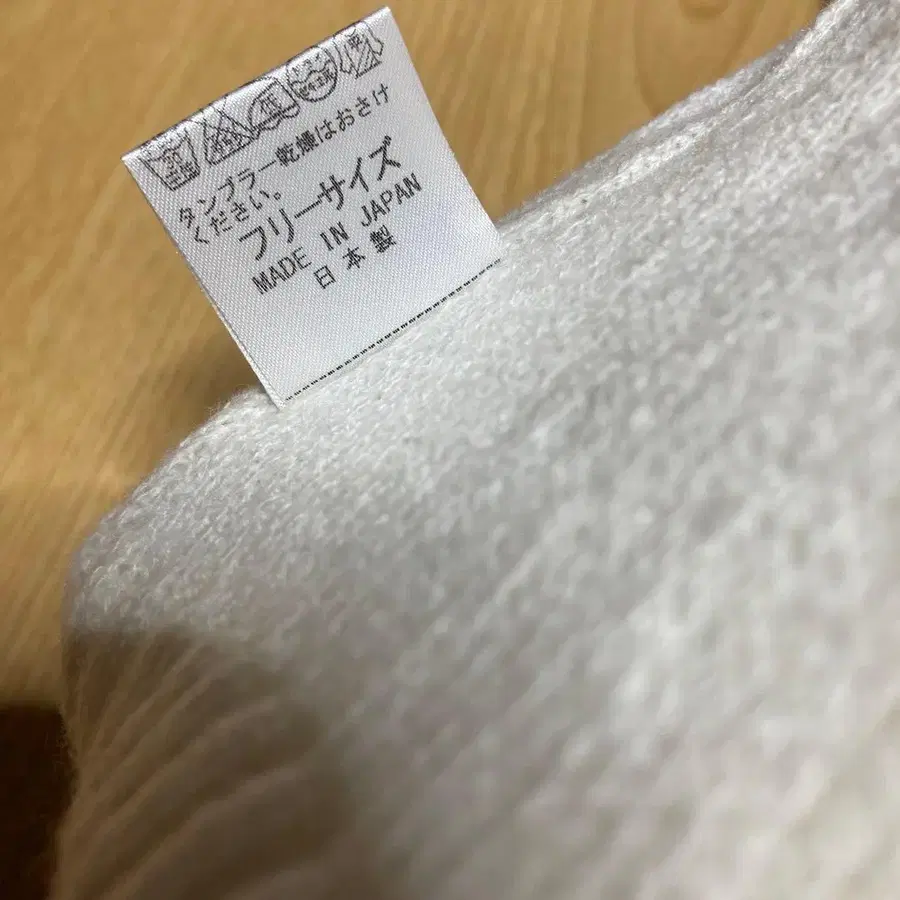 タンブラー乾燥はおさけ
ください。
フリーサイズ
MADE IN JAPAN
日本製